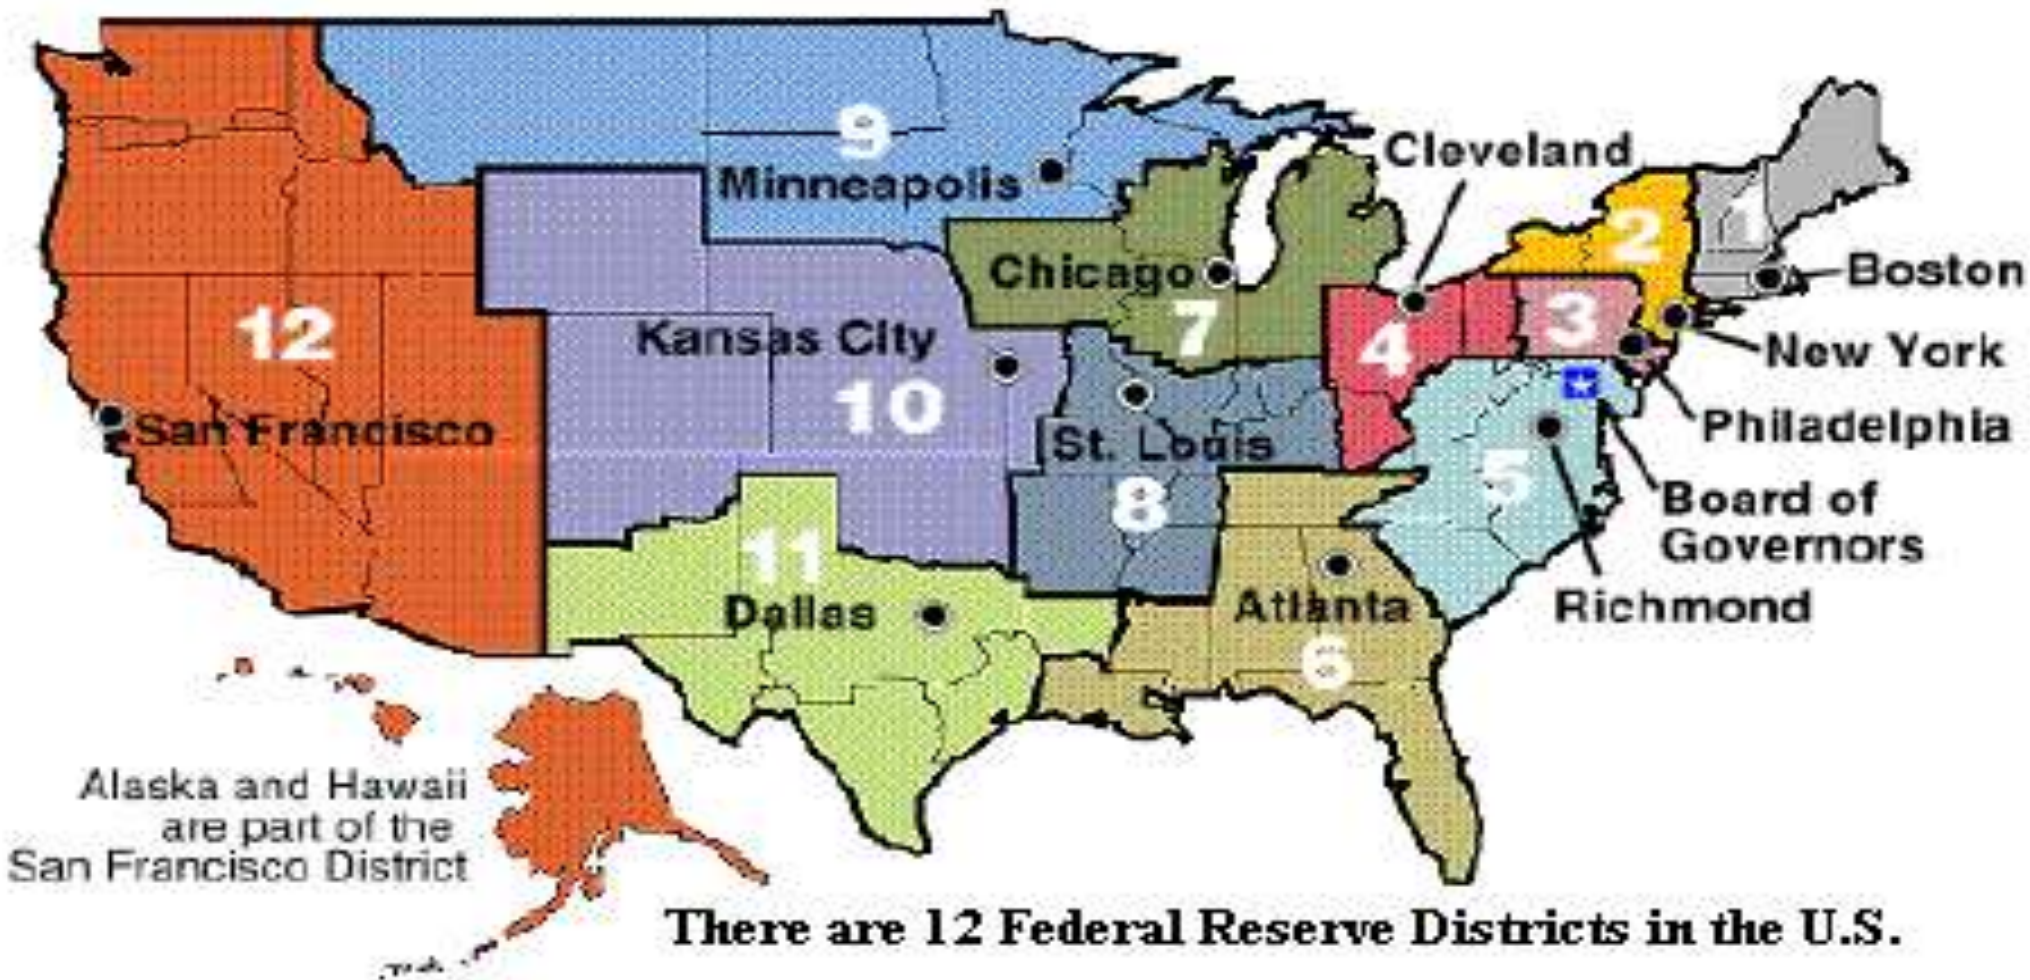 9
Minneapolis
Cleveland
2
1
Boston
Chicago
7
12
Kansas City
10
4
3
New York
San Francisco
St. Louis
Philadelphia
8
5
Board of
Governors
11
Dallas
Atlanta
Richmond
6
Alaska and Hawaii
are part of the
San Francisco District
There are 12 Federal Reserve Districts in the U.S.